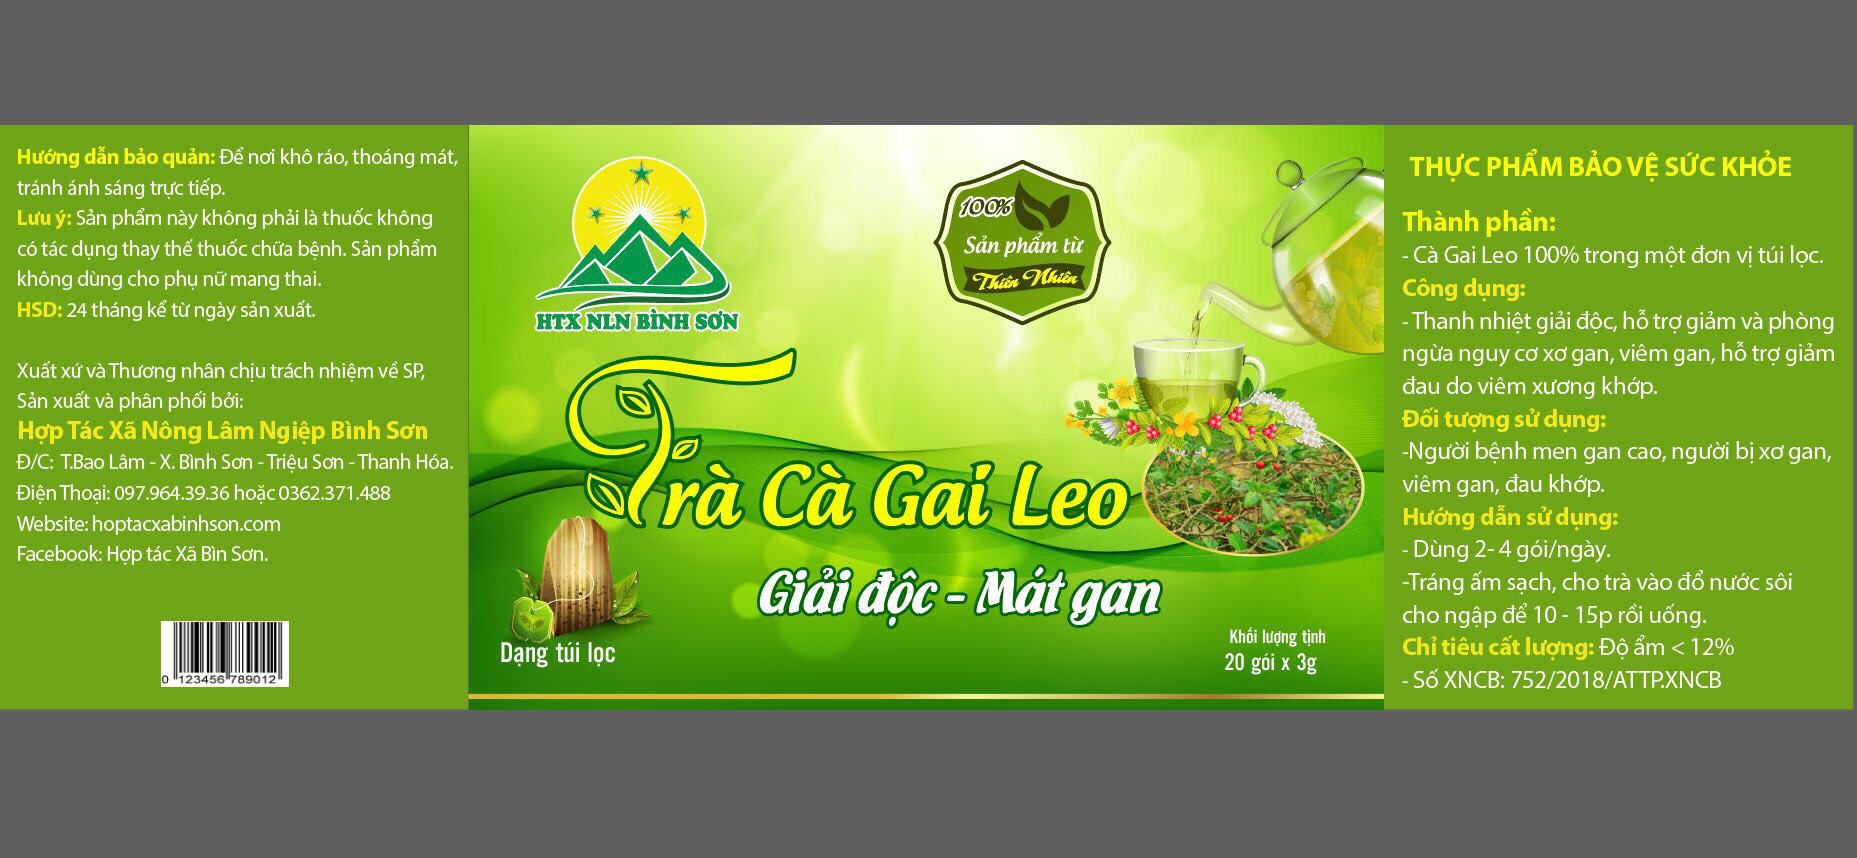 Hướng dẫn bảo quản: Để nơi khô ráo, thoáng mát,
tránh ánh sáng trực tiếp.
Lưu ý: Sản phẩm này không phải là thuốc không
có tác dụng thay thế thuốc chữa bệnh. Sản phẩm
không dùng cho phụ nữ mang thai.
HSD: 24 tháng kể từ ngày sản xuất.
Xuất xứ và Thương nhân chịu trách nhiệm về SP,
Sản xuất và phân phối bởi:
Hợp Tác Xã Nông Lâm Ngiệp Bình Sơn
Đ/C: T.Bao Lâm - X. Bình Sơn - Triệu Sơn - Thanh Hóa.
Điện Thoại: 097.964.39.36 hoặc 0362.371.488
Website: hoptacxabinhson.com
Facebook: Hợp tác Xã Bìn Sơn.
0 123456 789012
HTX NLN BÌNH SƠN
100%
Sản phẩm từ
Thiên Nhiên
Trà Cà Gai Leo
Giải độc - Mát gan
Dạng túi lọc
Khối lượng tịnh
20 gói x 3g
THỰC PHẨM BẢO VỆ SỨC KHỎE
Thành phần:
- Cà Gai Leo 100% trong một đơn vị túi lọc.
Công dụng:
- Thanh nhiệt giải độc, hỗ trợ giảm và phòng
ngừa nguy cơ xơ gan, viêm gan, hỗ trợ giảm
đau do viêm xương khớp.
Đối tượng sử dụng:
-Người bệnh men gan cao, người bị xơ gan,
viêm gan, đau khớp.
Hướng dẫn sử dụng:
- Dùng 2- 4 gói/ngày.
-Tráng ấm sạch, cho trà vào đổ nước sôi
cho ngập để 10 - 15p rồi uống.
Chỉ tiêu cất lượng: Độ ẩm < 12%
- Số XNCB: 752/2018/ATTP.XNCB